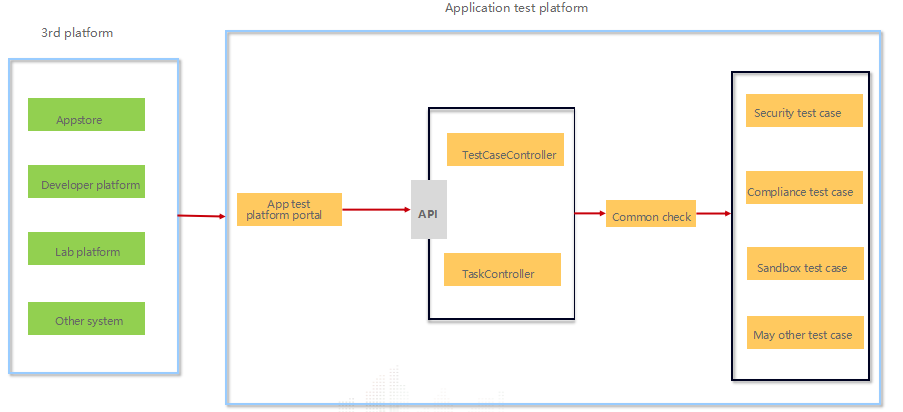 Application test platform
3rd platform
Appstore
Developer platform
Lab platform
Other system
App test
platform portal
API
TestCaseController
TaskController
Common check
Security test case
Compliance test case
Sandbox test case
May other test case